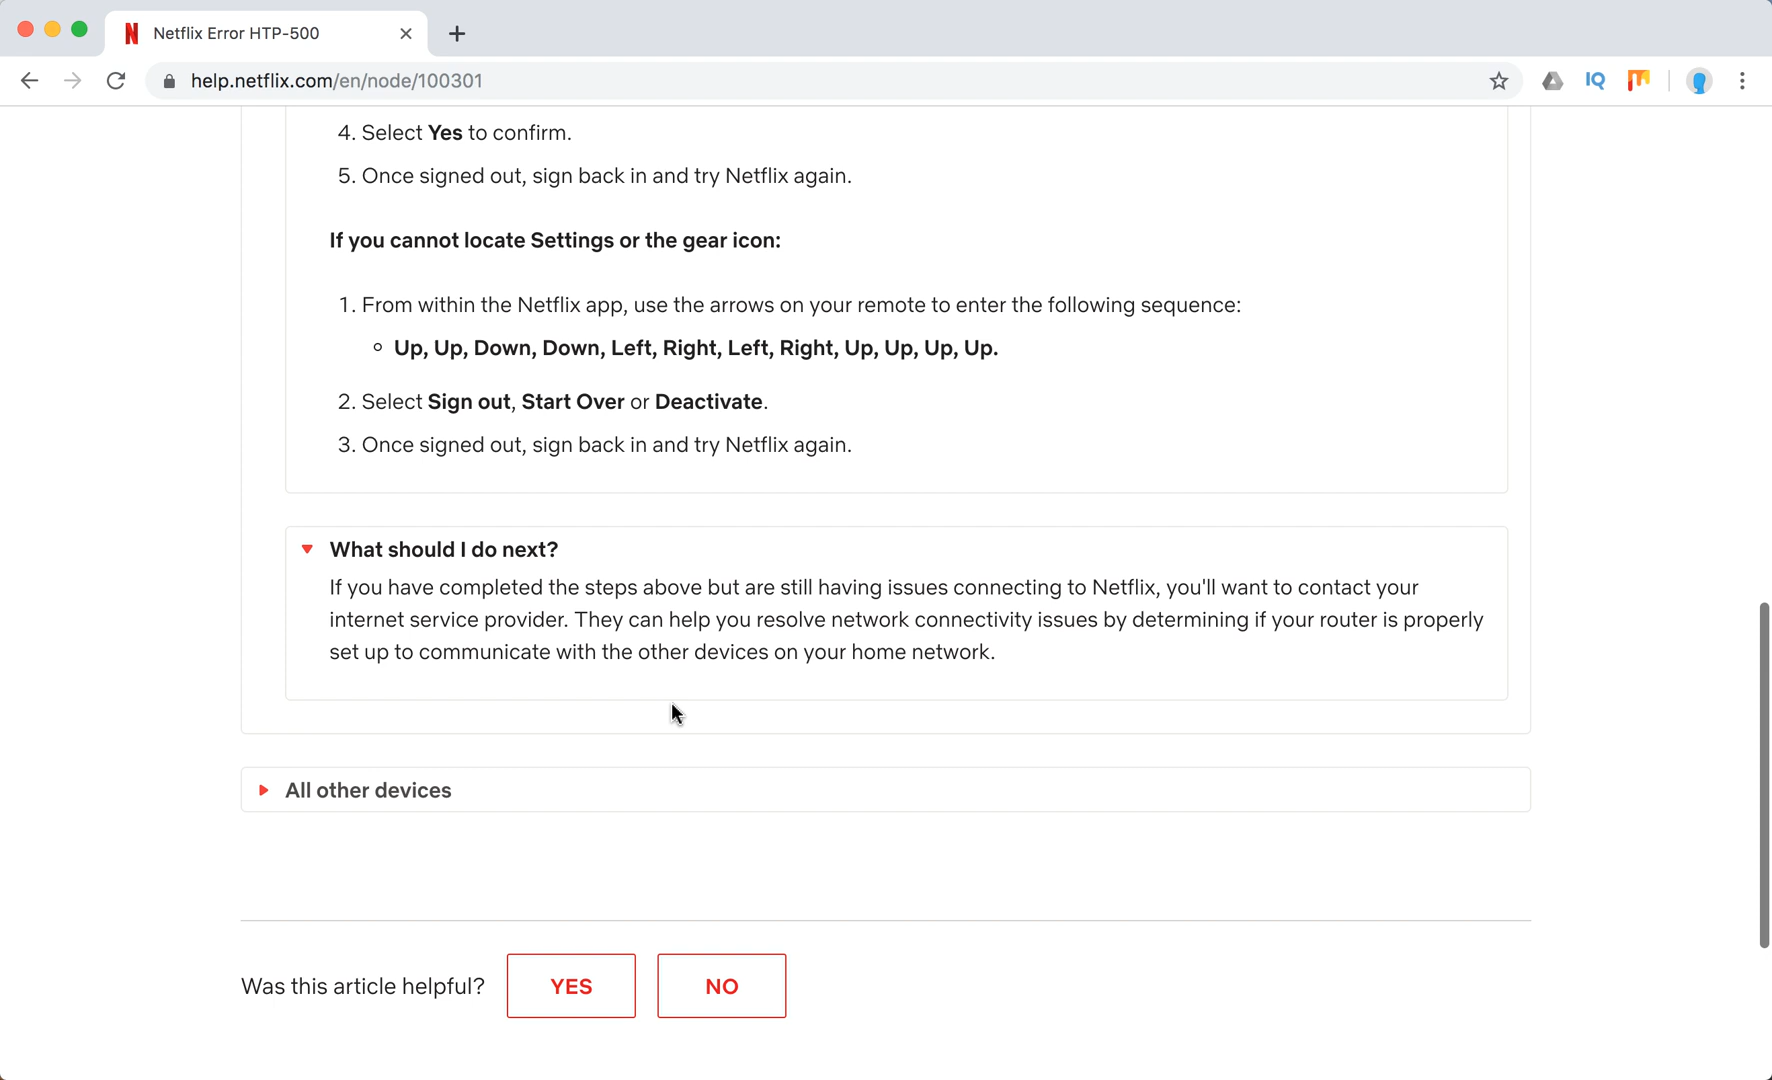 Netflix Error HTP-500
help.netflix.com/en/node/100301
IQ
4. Select Yes to confirm.
5. Once signed out, sign back in and try Netflix again.
If you cannot locate Settings or the gear icon:
1. From within the Netflix app, use the arrows on your remote to enter the following sequence:
Up, Up, Down, Down, Left, Right, Left, Right, Up, Up, Up, Up.
2. Select Sign out, Start Over or Deactivate.
3. Once signed out, sign back in and try Netflix again.
What should I do next?
If you have completed the steps above but are still having issues connecting to Netflix, you'll want to contact your
internet service provider. They can help you resolve network connectivity issues by determining if your router is properly
set up to communicate with the other devices on your home network.
All other devices
Was this article helpful?
YES
NO